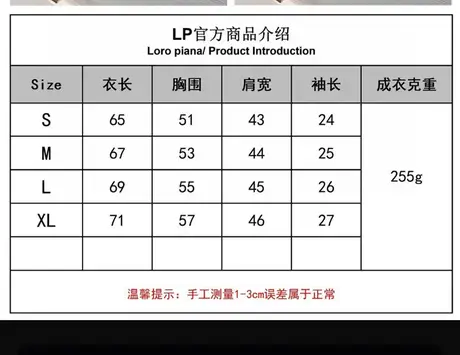 LP官方商品介绍
Loro piana/ Product Introduction
Size 衣长 胸围 肩宽 袖长 成衣克重
S 65 51 43 24
M 67 53 44 25
255g
L 69 55 45 26
XL 71 57 46 27
温馨提示：手工测量1-3cm误差属于正常